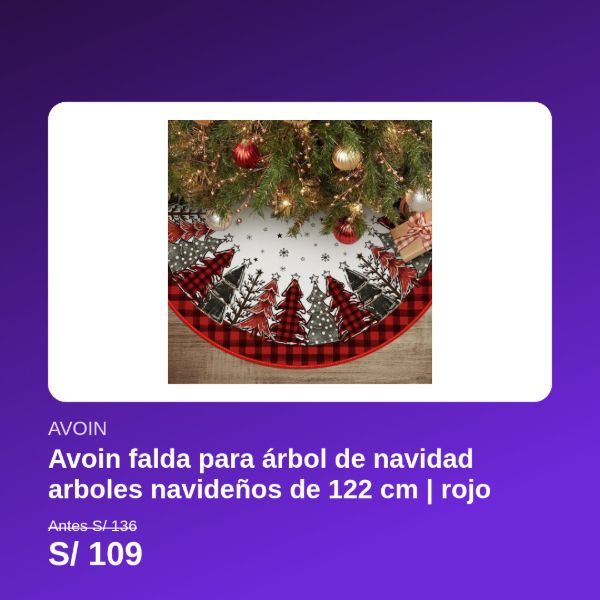 AVOIN
Avoin falda para árbol de navidad
arboles navideños de 122 cm | rojo
Antes S/ 136
S/ 109